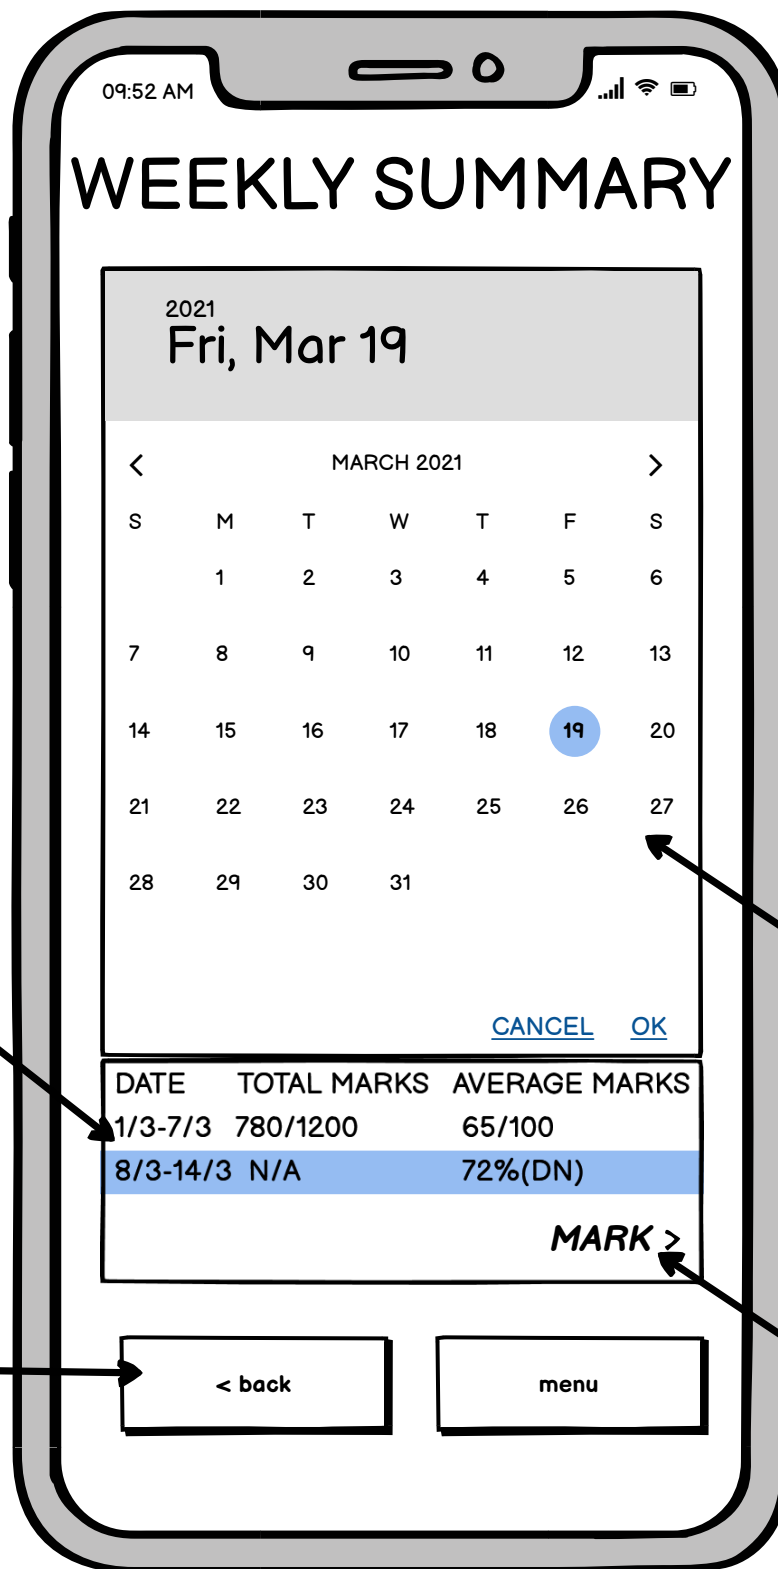 09:52 AM
WEEKLY SUMMARY
2021
Fri, Mar 19
< MARCH 2021 >
S M T W T F S
1 2 3 4 5 6
7 8 9 10 11 12 13
14 15 16 17 18 19 20
21 22 23 24 25 26 27
28 29 30 31
CANCEL OK
DATE TOTAL MARKS AVERAGE MARKS
1/3-7/3 780/1200 65/100
8/3-14/3 N/A 72%(DN)
MARK >
< back menu